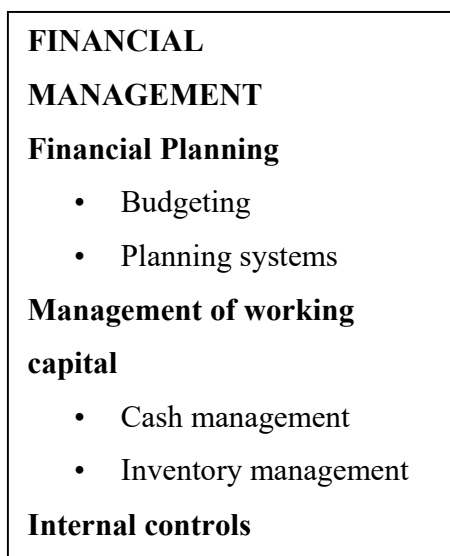 FINANCIAL
MANAGEMENT
Financial Planning
• Budgeting
• Planning systems
Management of working
capital
• Cash management
• Inventory management
Internal controls